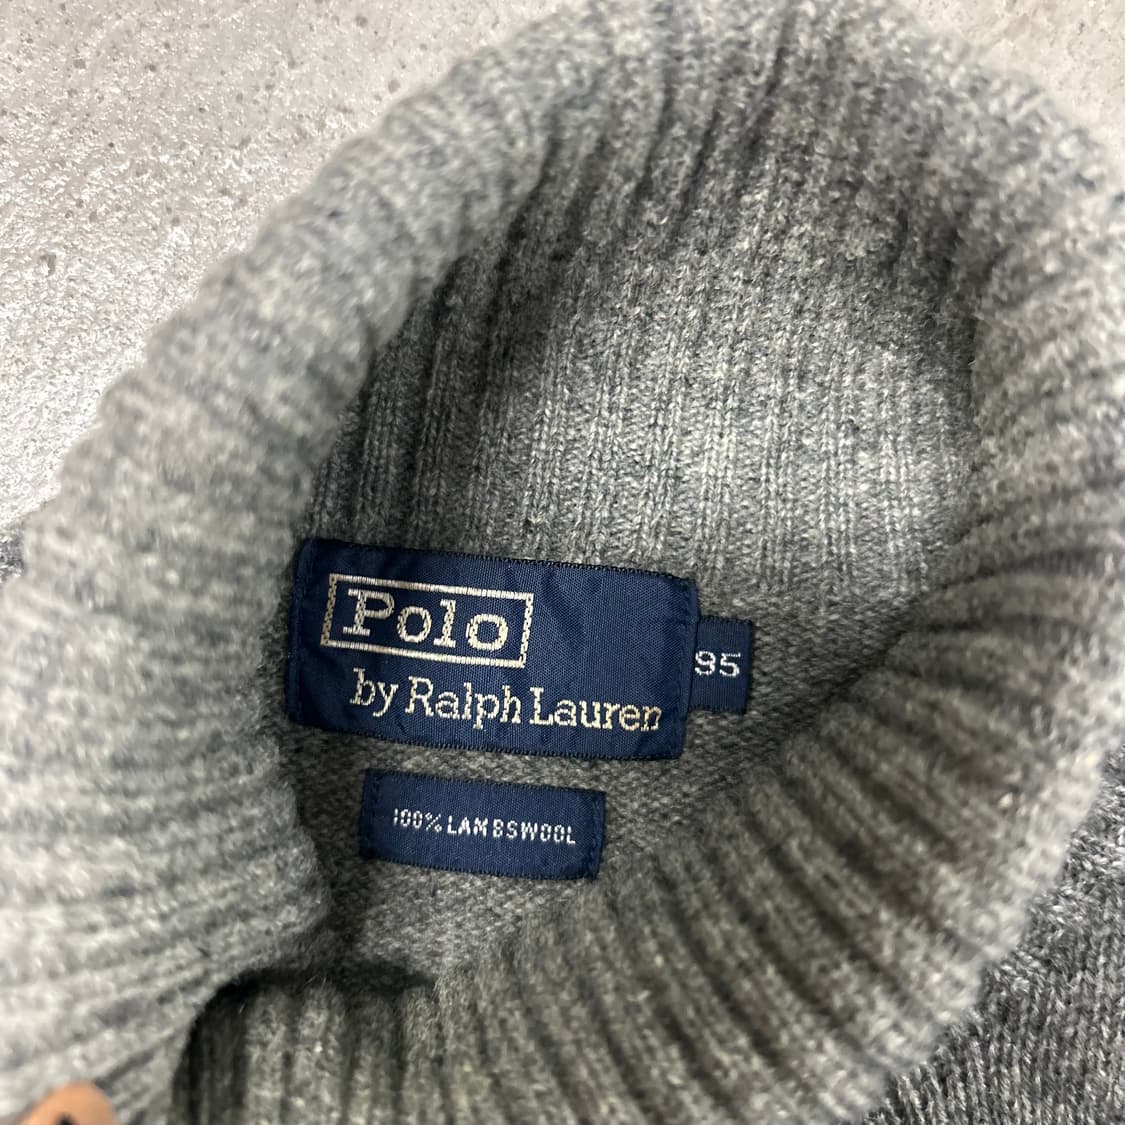 Polo
by Ralph Lauren
95
100% LAMBSWOOL